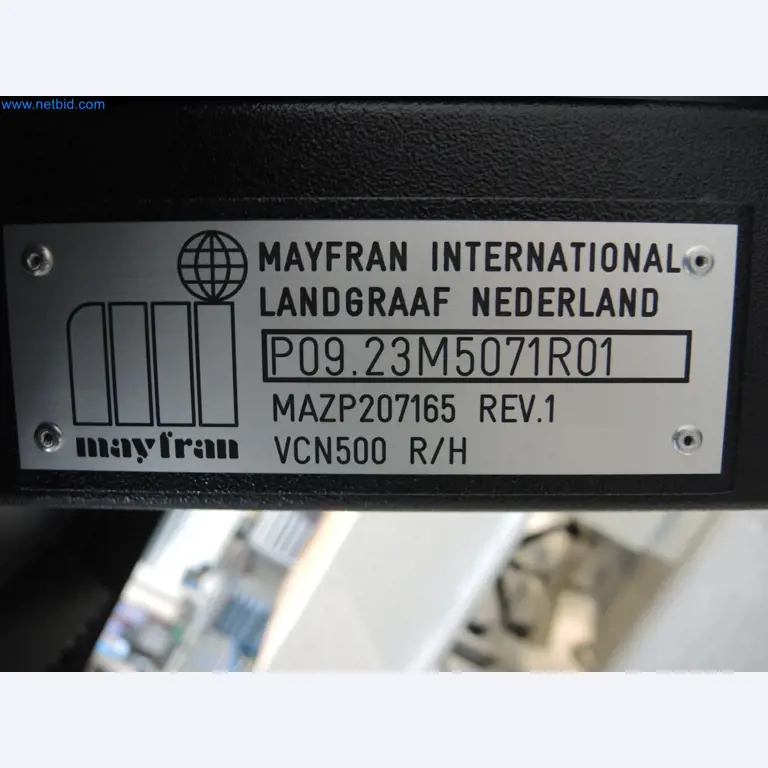 www.netbid.com
MAYFRAN INTERNATIONAL
LANDGRAAF NEDERLAND
P09.23M5071R01
MAZP207165 REV.1
VCN500 R/H
mayfran